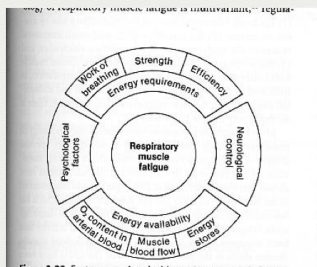 of respiratory muscle fatigue is multivariant,
Strength
Work of
breathing
Efficiency
Energy requirements
Psychological
factors
Respiratory
muscle
fatigue
Neurological
control
Energy availability
O₂ content in
arterial blood
Muscle
blood flow
Energy
stores